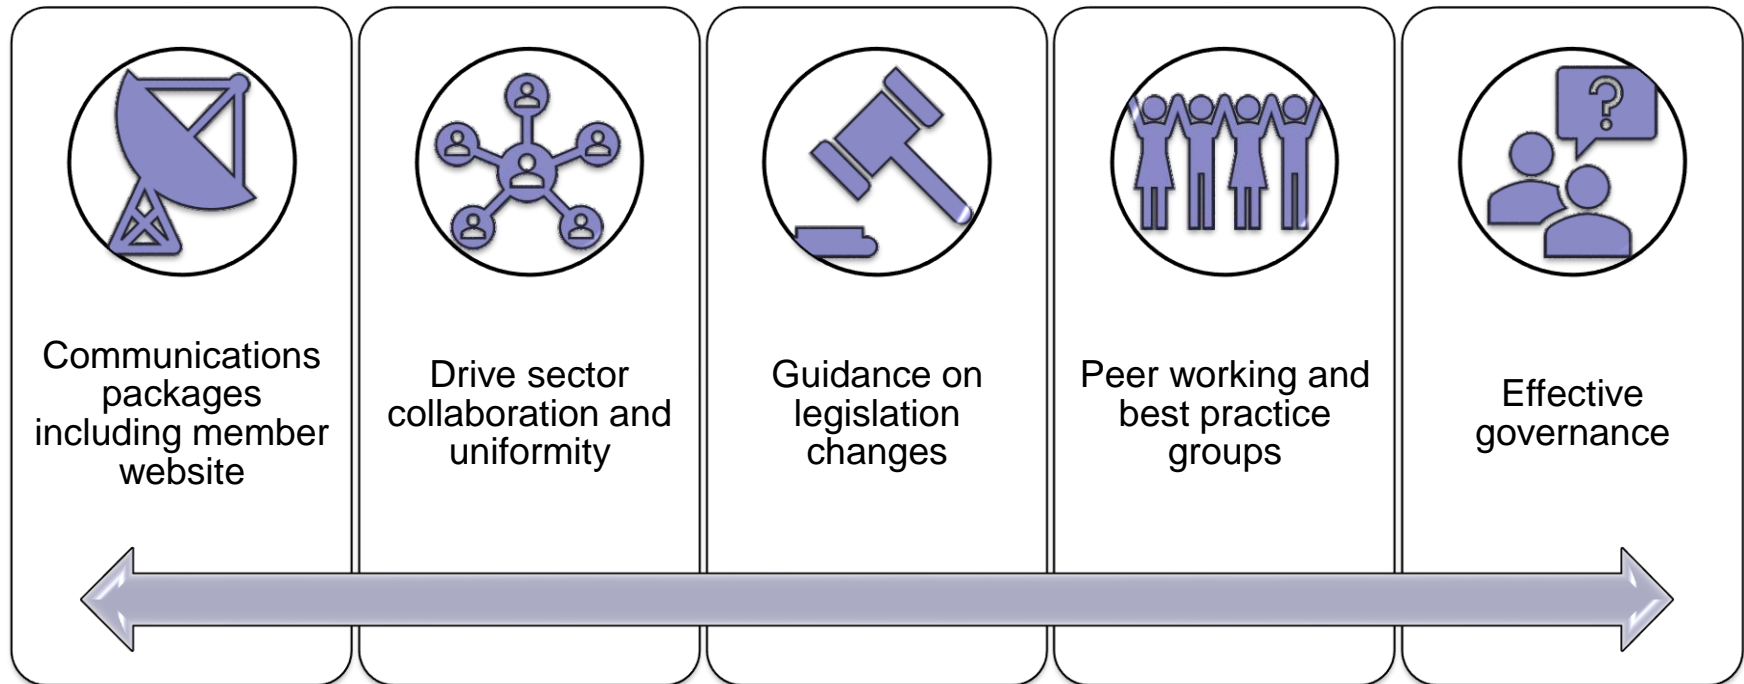 Communications
packages
including member
website
Drive sector
collaboration and
uniformity
Guidance on
legislation
changes
Peer working and
best practice
groups
Effective
governance
?